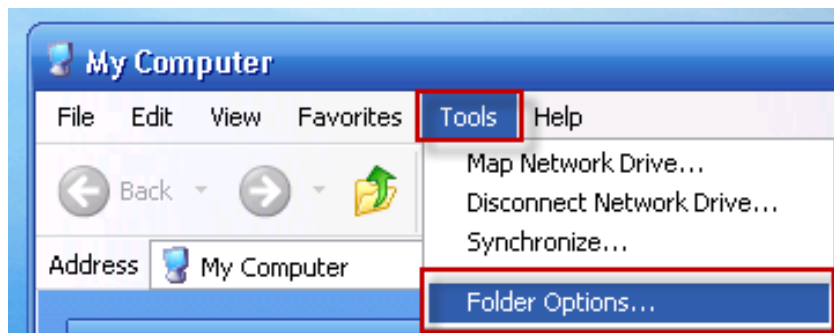 My Computer
File Edit View Favorites Tools Help
Back
Map Network Drive...
Disconnect Network Drive...
Synchronize...
Address My Computer
Folder Options...